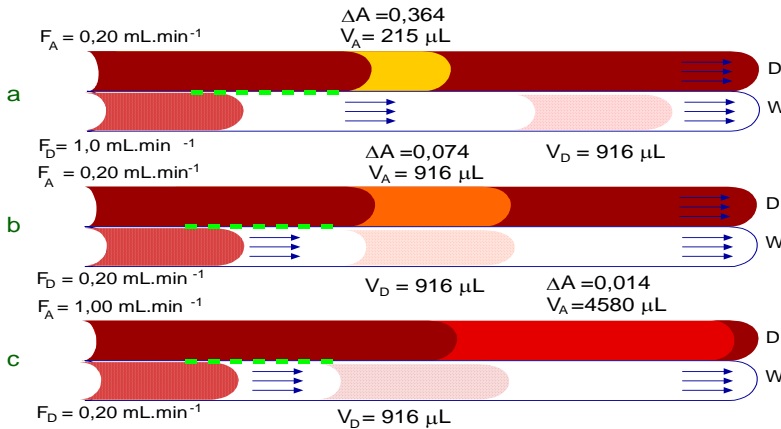 ΔA =0,364
F_A = 0,20 mL.min⁻¹ V_A = 215 μL
D
a
W
F_D= 1,0 mL.min ⁻¹ ΔA =0,074 V_D = 916 μL
F_A = 0,20 mL.min⁻¹ V_A= 916 μL
D
b
W
F_D = 0,20 mL.min⁻¹ V_D = 916 μL ΔA =0,014
F_A = 1,00 mL.min⁻¹ V_A=4580 μL
D
c
W
F_D = 0,20 mL.min⁻¹ V_D = 916 μL